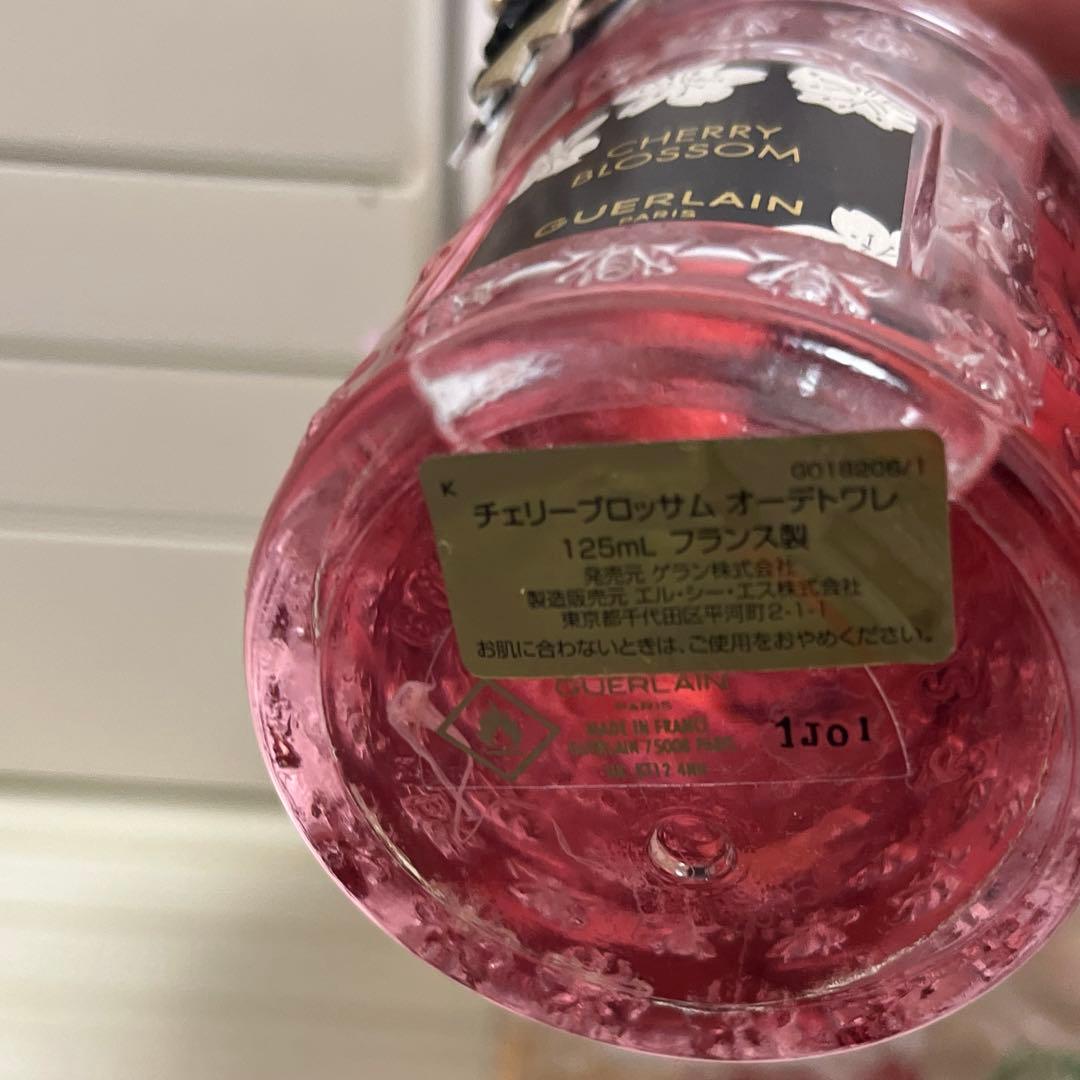 CHERRY
BLOSSOM
GUERLAIN
PARIS
K
G018206/1
チェリーブロッサム オーデトワレ
125mL フランス製
発売元 ゲラン株式会社
製造販売元 エル・シー・エス株式会社
東京都千代田区平河町2-1-1
お肌に合わないときは、ご使用をおやめください。
GUERLAIN
PARIS
MADE IN FRANCE
GUERLAIN 75008 PARIS
1J01